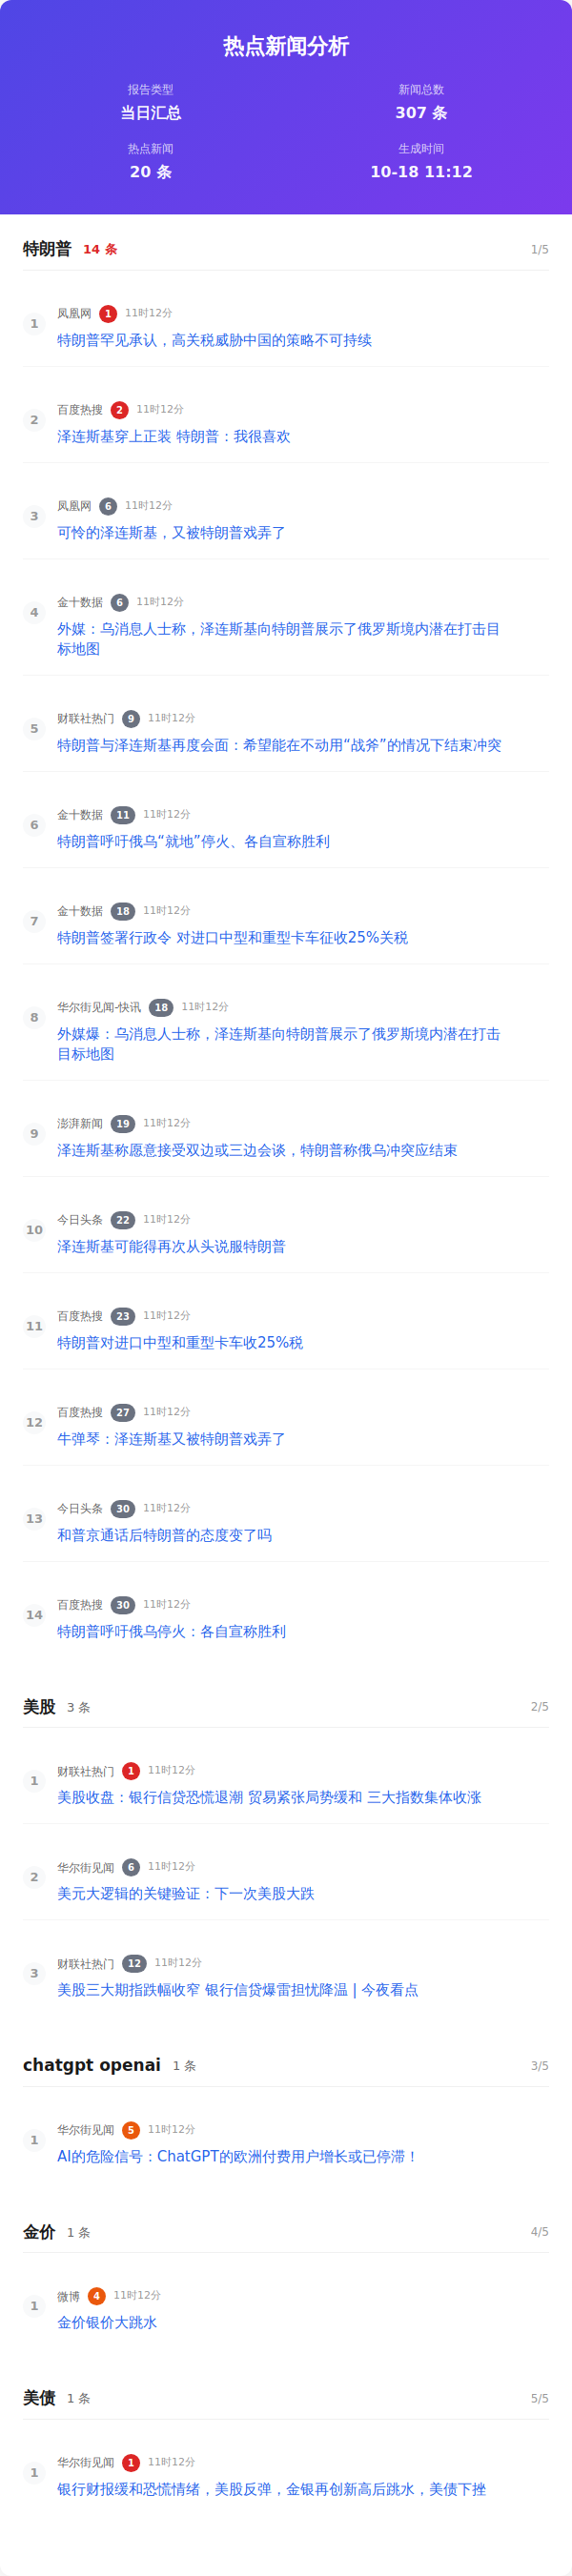 热点新闻分析
报告类型
当日汇总
新闻总数
307 条
热点新闻
20 条
生成时间
10-18 11:12
特朗普 14 条 1/5
1
凤凰网 1 11时12分
特朗普罕见承认，高关税威胁中国的策略不可持续
2
百度热搜 2 11时12分
泽连斯基穿上正装 特朗普：我很喜欢
3
凤凰网 6 11时12分
可怜的泽连斯基，又被特朗普戏弄了
4
金十数据 6 11时12分
外媒：乌消息人士称，泽连斯基向特朗普展示了俄罗斯境内潜在打击目
标地图
5
财联社热门 9 11时12分
特朗普与泽连斯基再度会面：希望能在不动用“战斧”的情况下结束冲突
6
金十数据 11 11时12分
特朗普呼吁俄乌“就地”停火、各自宣称胜利
7
金十数据 18 11时12分
特朗普签署行政令 对进口中型和重型卡车征收25%关税
8
华尔街见闻-快讯 18 11时12分
外媒爆：乌消息人士称，泽连斯基向特朗普展示了俄罗斯境内潜在打击
目标地图
9
澎湃新闻 19 11时12分
泽连斯基称愿意接受双边或三边会谈，特朗普称俄乌冲突应结束
10
今日头条 22 11时12分
泽连斯基可能得再次从头说服特朗普
11
百度热搜 23 11时12分
特朗普对进口中型和重型卡车收25%税
12
百度热搜 27 11时12分
牛弹琴：泽连斯基又被特朗普戏弄了
13
今日头条 30 11时12分
和普京通话后特朗普的态度变了吗
14
百度热搜 30 11时12分
特朗普呼吁俄乌停火：各自宣称胜利
美股 3 条 2/5
1
财联社热门 1 11时12分
美股收盘：银行信贷恐慌退潮 贸易紧张局势缓和 三大指数集体收涨
2
华尔街见闻 6 11时12分
美元大逻辑的关键验证：下一次美股大跌
3
财联社热门 12 11时12分
美股三大期指跌幅收窄 银行信贷爆雷担忧降温 | 今夜看点
chatgpt openai 1 条 3/5
1
华尔街见闻 5 11时12分
AI的危险信号：ChatGPT的欧洲付费用户增长或已停滞！
金价 1 条 4/5
1
微博 4 11时12分
金价银价大跳水
美债 1 条 5/5
1
华尔街见闻 1 11时12分
银行财报缓和恐慌情绪，美股反弹，金银再创新高后跳水，美债下挫